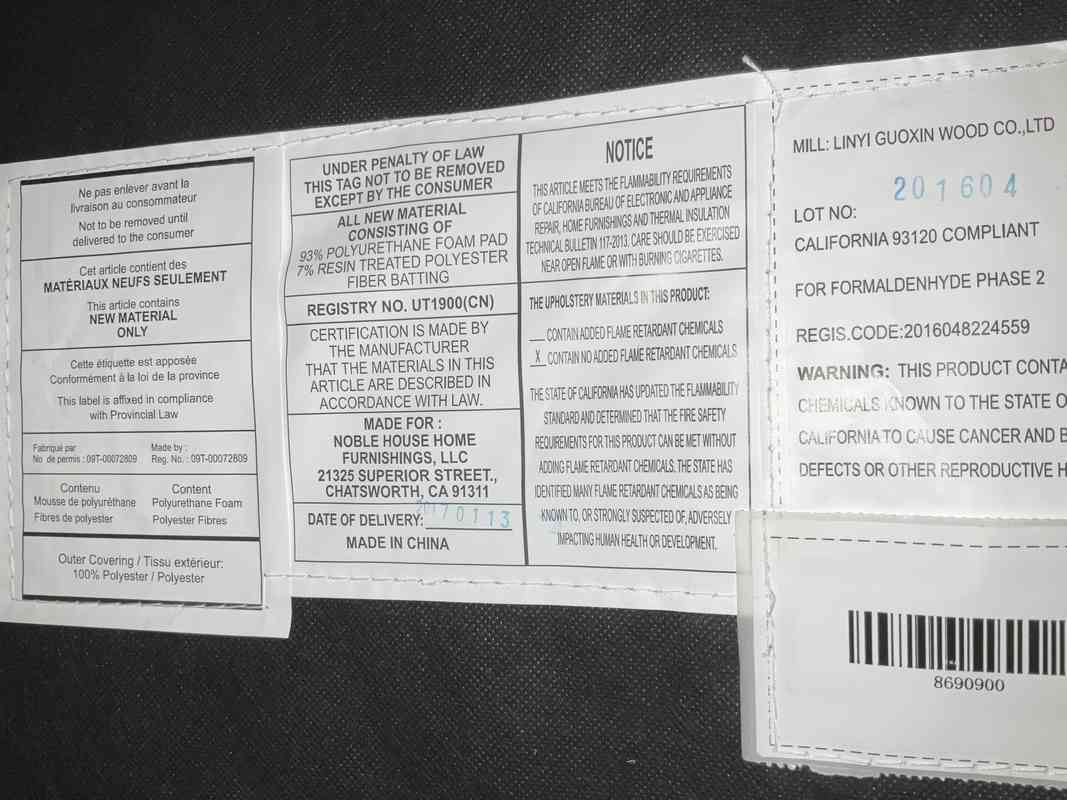 Ne pas enlever avant la
livraison au consommateur
Not to be removed until
delivered to the consumer
Cet article contient des
MATÉRIAUX NEUFS SEULEMENT
This article contains
NEW MATERIAL
ONLY
Cette étiquette est apposée
Conformément à la loi de la province
This label is affixed in compliance
with Provincial Law
Fabriqué par
No de permis : 09T-00072809
Made by :
Reg. No. : 09T-00072809
Contenu
Mousse de polyuréthane
Fibres de polyester
Content
Polyurethane Foam
Polyester Fibres
Outer Covering / Tissu extérieur:
100% Polyester / Polyester
UNDER PENALTY OF LAW
THIS TAG NOT TO BE REMOVED
EXCEPT BY THE CONSUMER
ALL NEW MATERIAL
CONSISTING OF
93% POLYURETHANE FOAM PAD
7% RESIN TREATED POLYESTER
FIBER BATTING
REGISTRY NO. UT1900(CN)
CERTIFICATION IS MADE BY
THE MANUFACTURER
THAT THE MATERIALS IN THIS
ARTICLE ARE DESCRIBED IN
ACCORDANCE WITH LAW.
MADE FOR :
NOBLE HOUSE HOME
FURNISHINGS, LLC
21325 SUPERIOR STREET.,
CHATSWORTH, CA 91311
DATE OF DELIVERY: 20170113
MADE IN CHINA
NOTICE
THIS ARTICLE MEETS THE FLAMMABILITY REQUIREMENTS
OF CALIFORNIA BUREAU OF ELECTRONIC AND APPLIANCE
REPAIR, HOME FURNISHINGS AND THERMAL INSULATION
TECHNICAL BULLETIN 117-2013. CARE SHOULD BE EXERCISED
NEAR OPEN FLAME OR WITH BURNING CIGARETTES.
THE UPHOLSTERY MATERIALS IN THIS PRODUCT:
___ CONTAIN ADDED FLAME RETARDANT CHEMICALS
X CONTAIN NO ADDED FLAME RETARDANT CHEMICALS
THE STATE OF CALIFORNIA HAS UPDATED THE FLAMMABILITY
STANDARD AND DETERMINED THAT THE FIRE SAFETY
REQUIREMENTS FOR THIS PRODUCT CAN BE MET WITHOUT
ADDING FLAME RETARDANT CHEMICALS. THE STATE HAS
IDENTIFIED MANY FLAME RETARDANT CHEMICALS AS BEING
KNOWN TO, OR STRONGLY SUSPECTED OF, ADVERSELY
IMPACTING HUMAN HEALTH OR DEVELOPMENT.
MILL: LINYI GUOXIN WOOD CO.,LTD
201604
LOT NO:
CALIFORNIA 93120 COMPLIANT
FOR FORMALDENHYDE PHASE 2
REGIS.CODE:2016048224559
WARNING: THIS PRODUCT CONTA
CHEMICALS KNOWN TO THE STATE O
CALIFORNIA TO CAUSE CANCER AND B
DEFECTS OR OTHER REPRODUCTIVE H
8690900